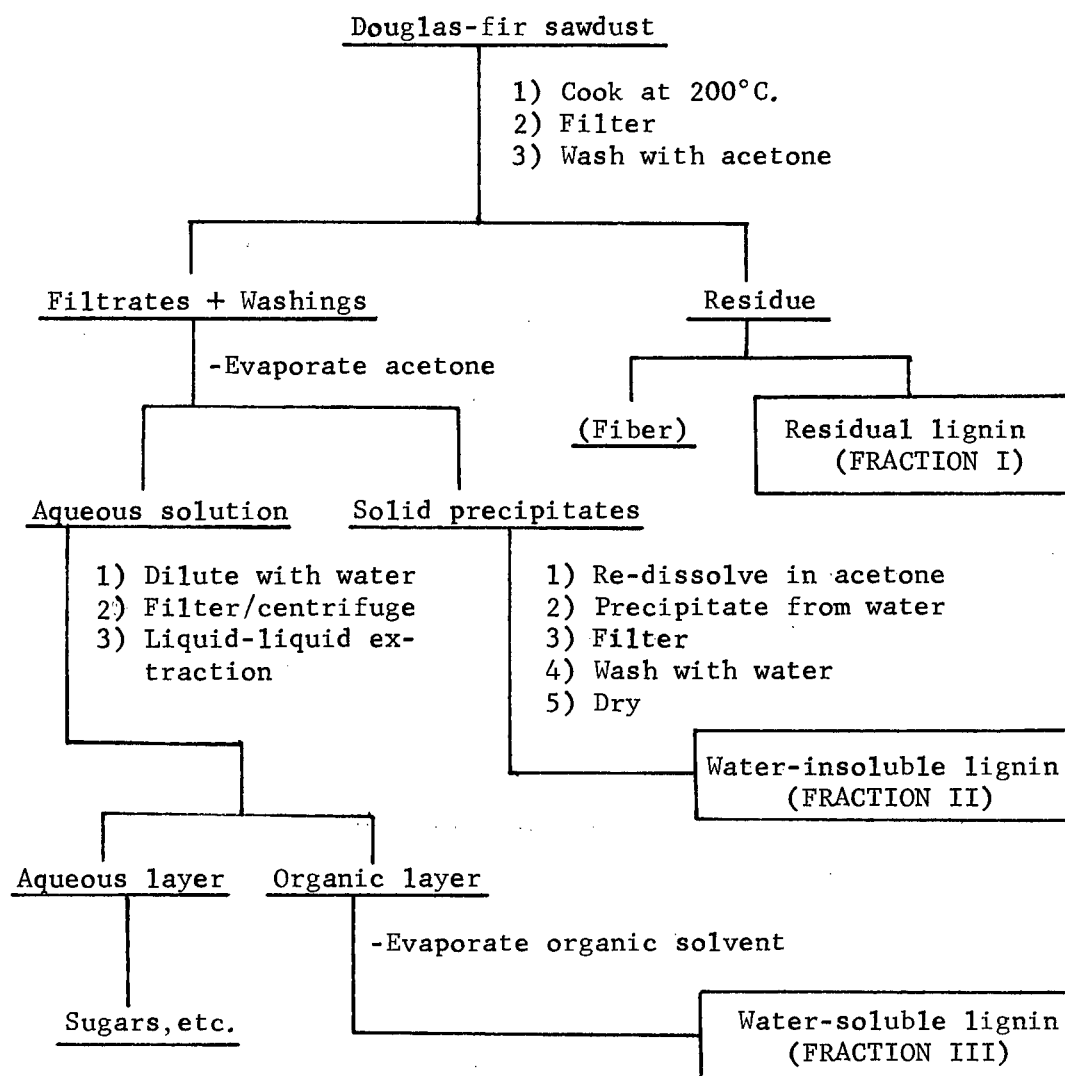 Douglas-fir sawdust
1) Cook at 200°C.
2) Filter
3) Wash with acetone
Filtrates + Washings
Residue
-Evaporate acetone
(Fiber)
Residual lignin
(FRACTION I)
Aqueous solution
Solid precipitates
1) Dilute with water
2) Filter/centrifuge
3) Liquid-liquid ex-
traction
1) Re-dissolve in acetone
2) Precipitate from water
3) Filter
4) Wash with water
5) Dry
Water-insoluble lignin
(FRACTION II)
Aqueous layer
Organic layer
-Evaporate organic solvent
Sugars,etc.
Water-soluble lignin
(FRACTION III)